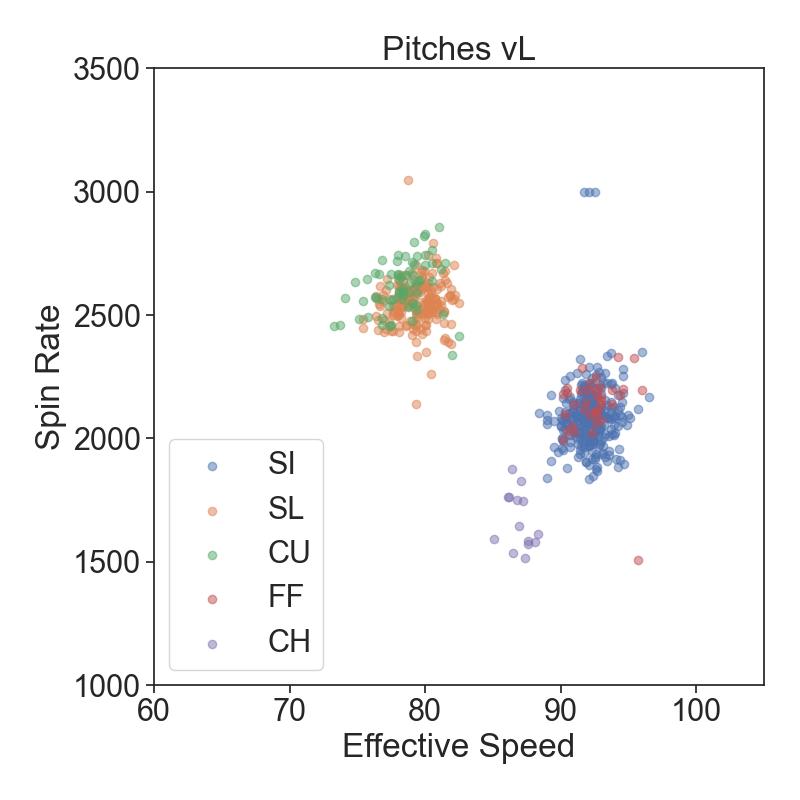 Pitches vL
3500
3000
2500
2000
1500
1000
Spin Rate
SI
SL
CU
FF
CH
60 70 80 90 100
Effective Speed